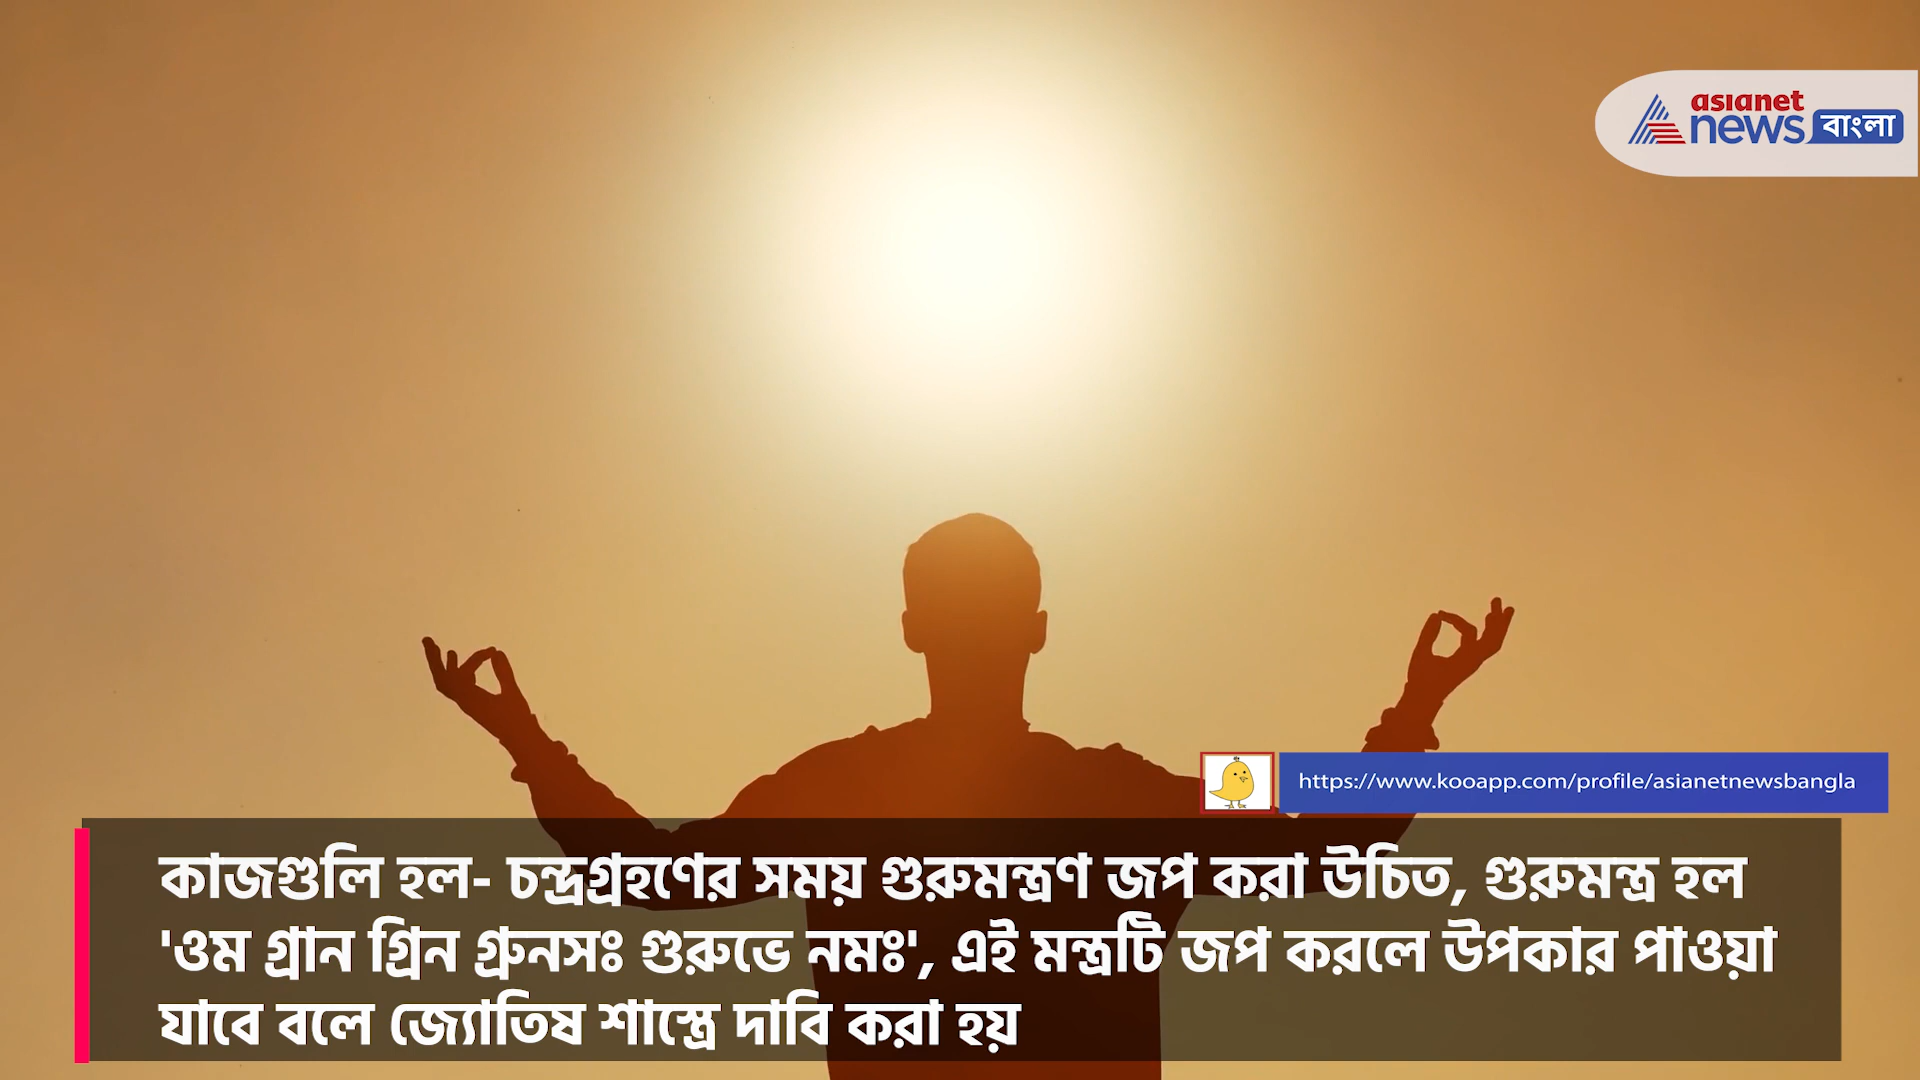 asianet
news বাংলা
https://www.kooapp.com/profile/asianetnewsbangla
কাজগুলি হল- চন্দ্রগ্রহণের সময় গুরুমন্ত্রণ জপ করা উচিত, গুরুমন্ত্র হল
'ওম গ্রান গ্রিন গ্রুনসঃ গুরুভে নমঃ', এই মন্ত্রটি জপ করলে উপকার পাওয়া
যাবে বলে জ্যোতিষ শাস্ত্রে দাবি করা হয়